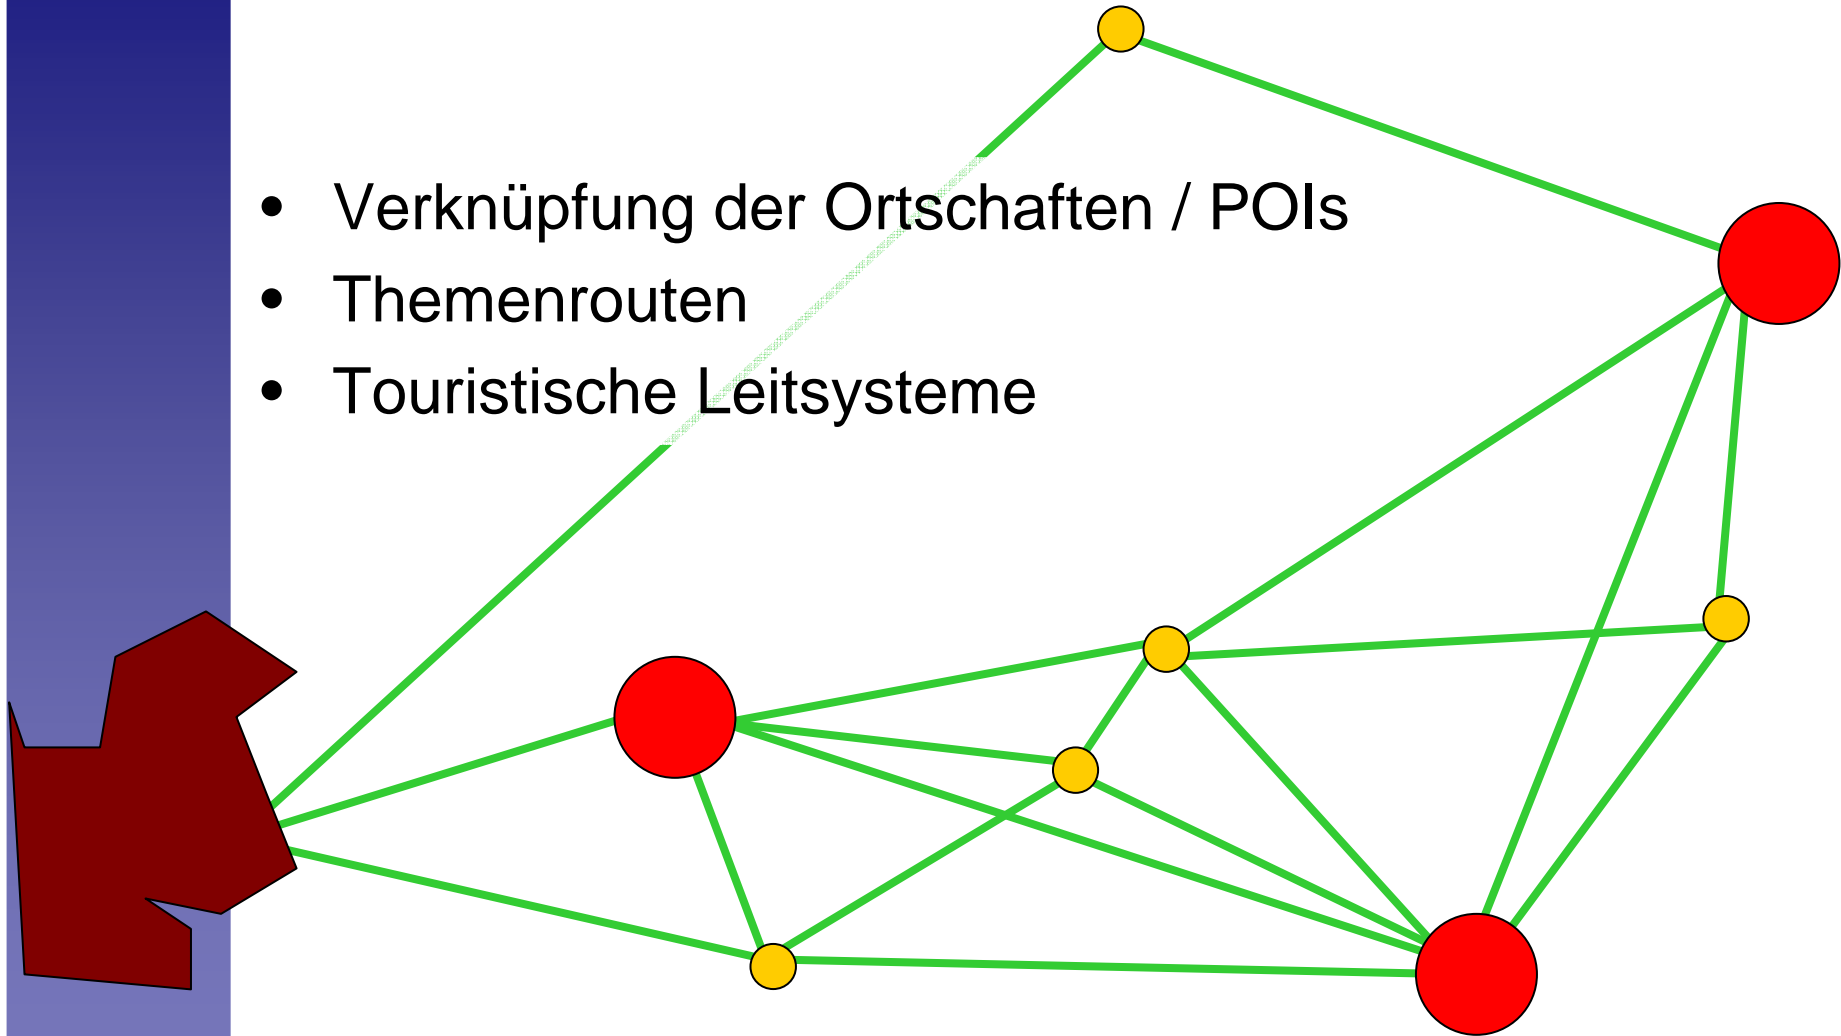 • Verknüpfung der Ortschaften / POIs
• Themenrouten
• Touristische Leitsysteme